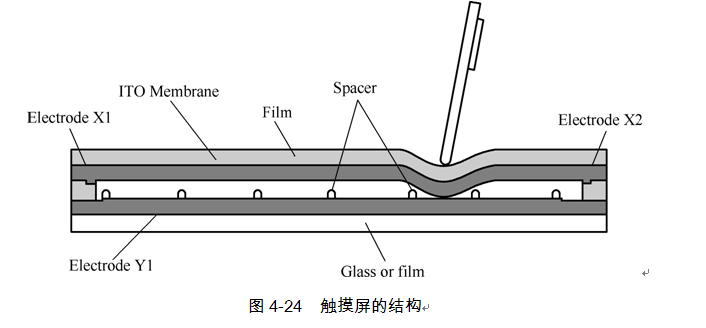 ITO Membrane
Spacer
Film
Electrode X1
Electrode X2
Electrode Y1
Glass or film
图 4-24 触摸屏的结构